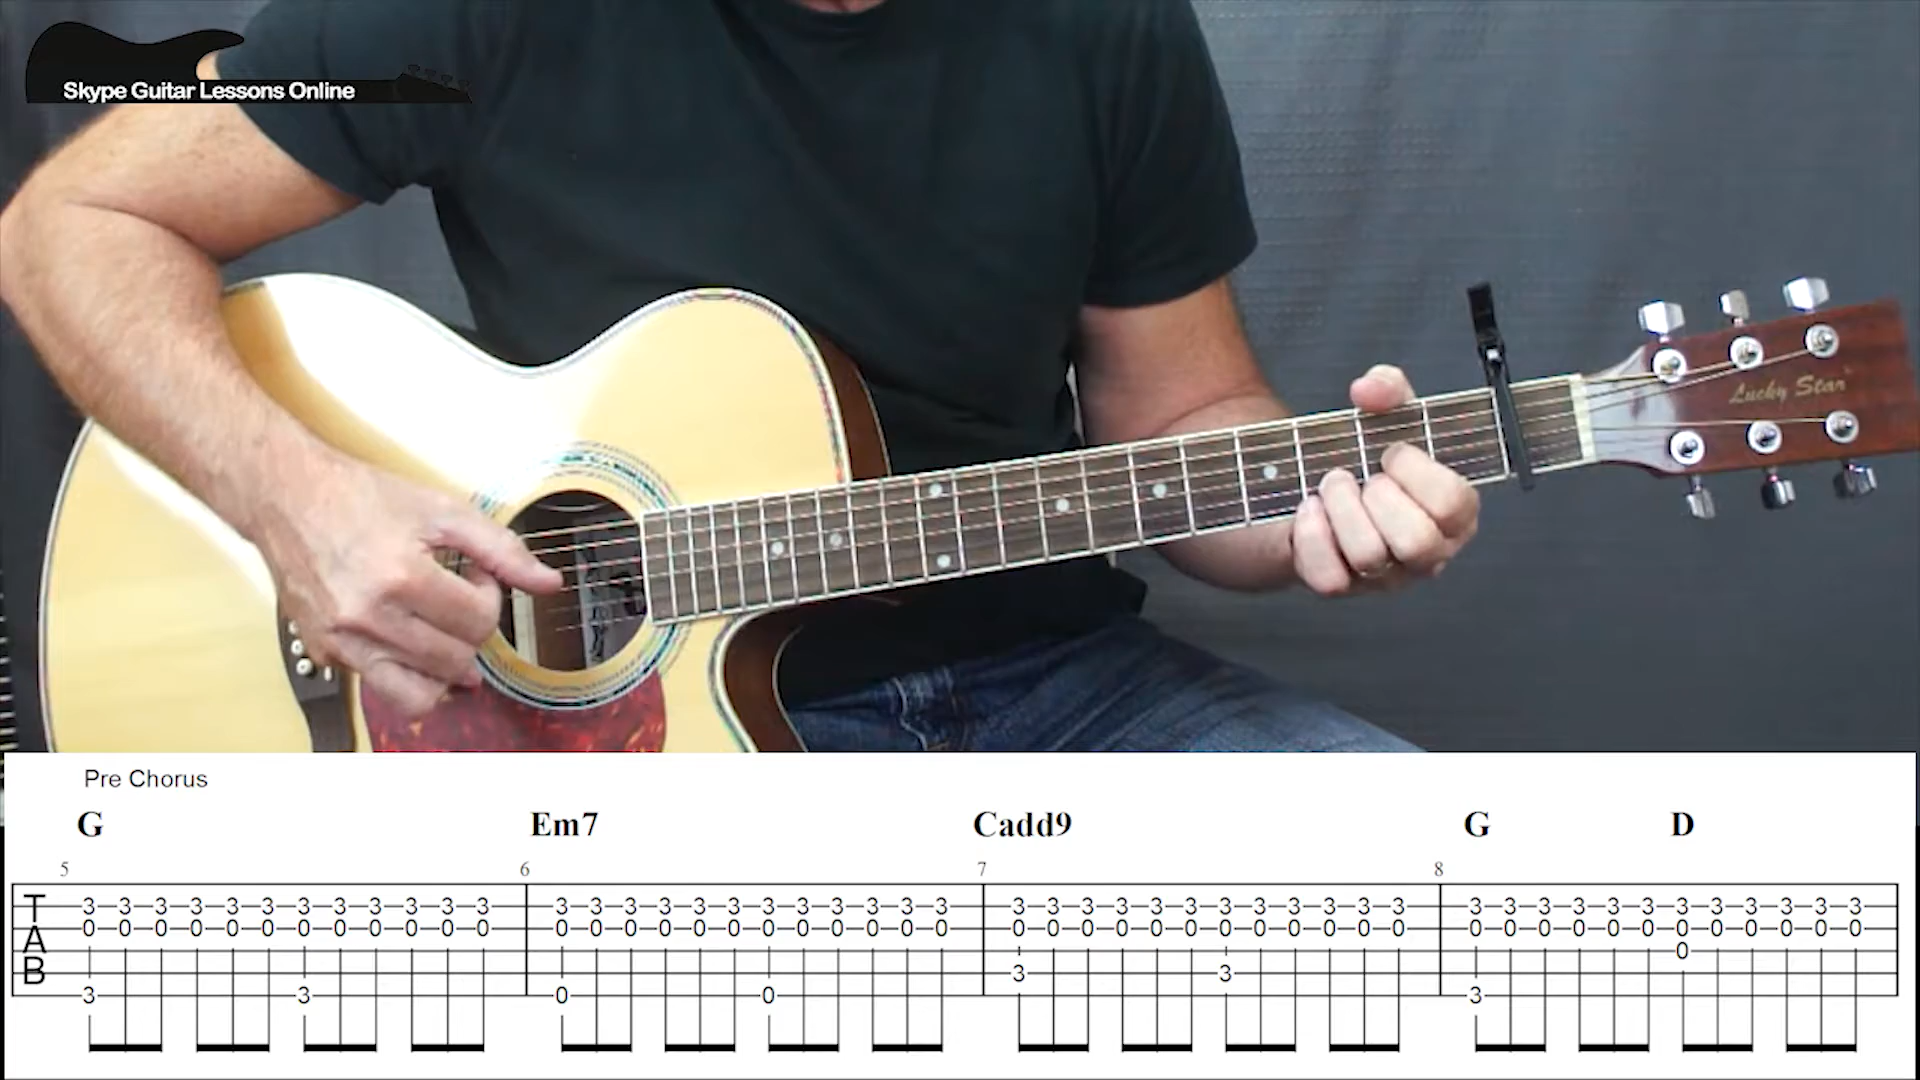 Skype Guitar Lessons Online
Lucky Star
Pre Chorus
G Em7 Cadd9 G D
5 6 7 8
T 3 3 3 3 3 3 3 3 3 3 3 3 3 3 3 3 3 3 3 3 3 3 3 3 3 3 3 3 3 3 3 3 3 3 3 3 3 3 3 3 3 3 3 3 3 3 3 3
A 0 0 0 0 0 0 0 0 0 0 0 0 0 0 0 0 0 0 0 0 0 0 0 0 0 0 0 0 0 0 0 0 0 0 0 0 0 0 0 0 0 0 0 0 0 0 0 0
0
B 3 3
3 3 0 0 3